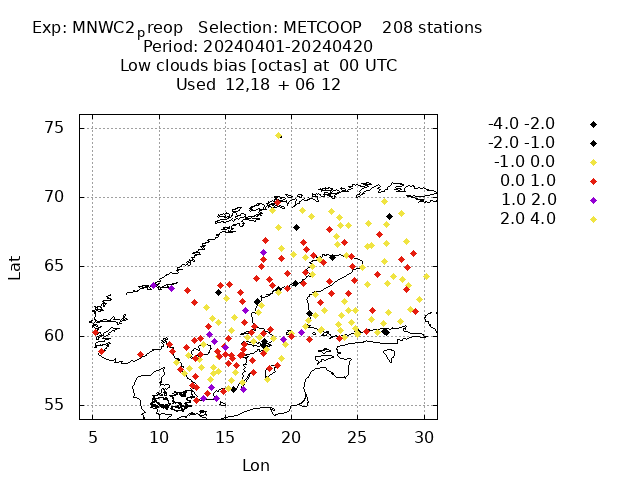 Exp: MNWC2preop Selection: METCOOP 208 stations
Period: 20240401-20240420
Low clouds bias [octas] at 00 UTC
Used 12,18 + 06 12
75
70
65
60
55
Lat
5 10 15 20 25 30
Lon
-4.0 -2.0
-2.0 -1.0
-1.0 0.0
0.0 1.0
1.0 2.0
2.0 4.0